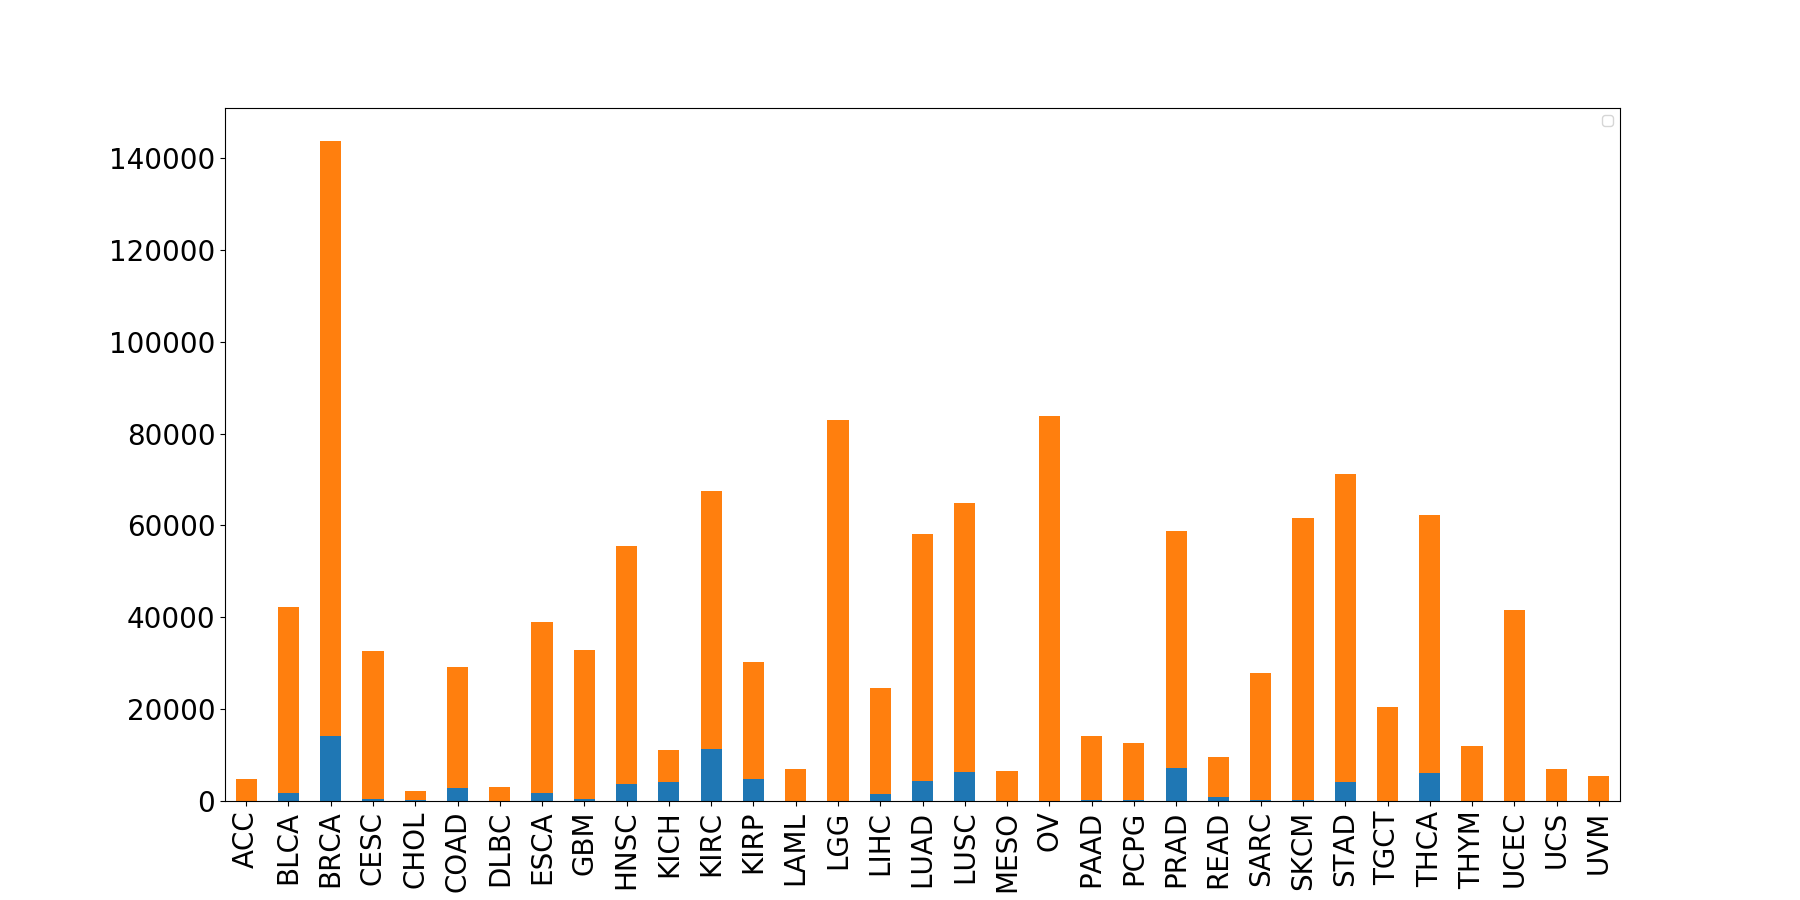 140000
120000
100000
80000
60000
40000
20000
0
ACC
BLCA
BRCA
CESC
CHOL
COAD
DLBC
ESCA
GBM
HNSC
KICH
KIRC
KIRP
LAML
LGG
LIHC
LUAD
LUSC
MESO
OV
PAAD
PCPG
PRAD
READ
SARC
SKCM
STAD
TGCT
THCA
THYM
UCEC
UCS
UVM